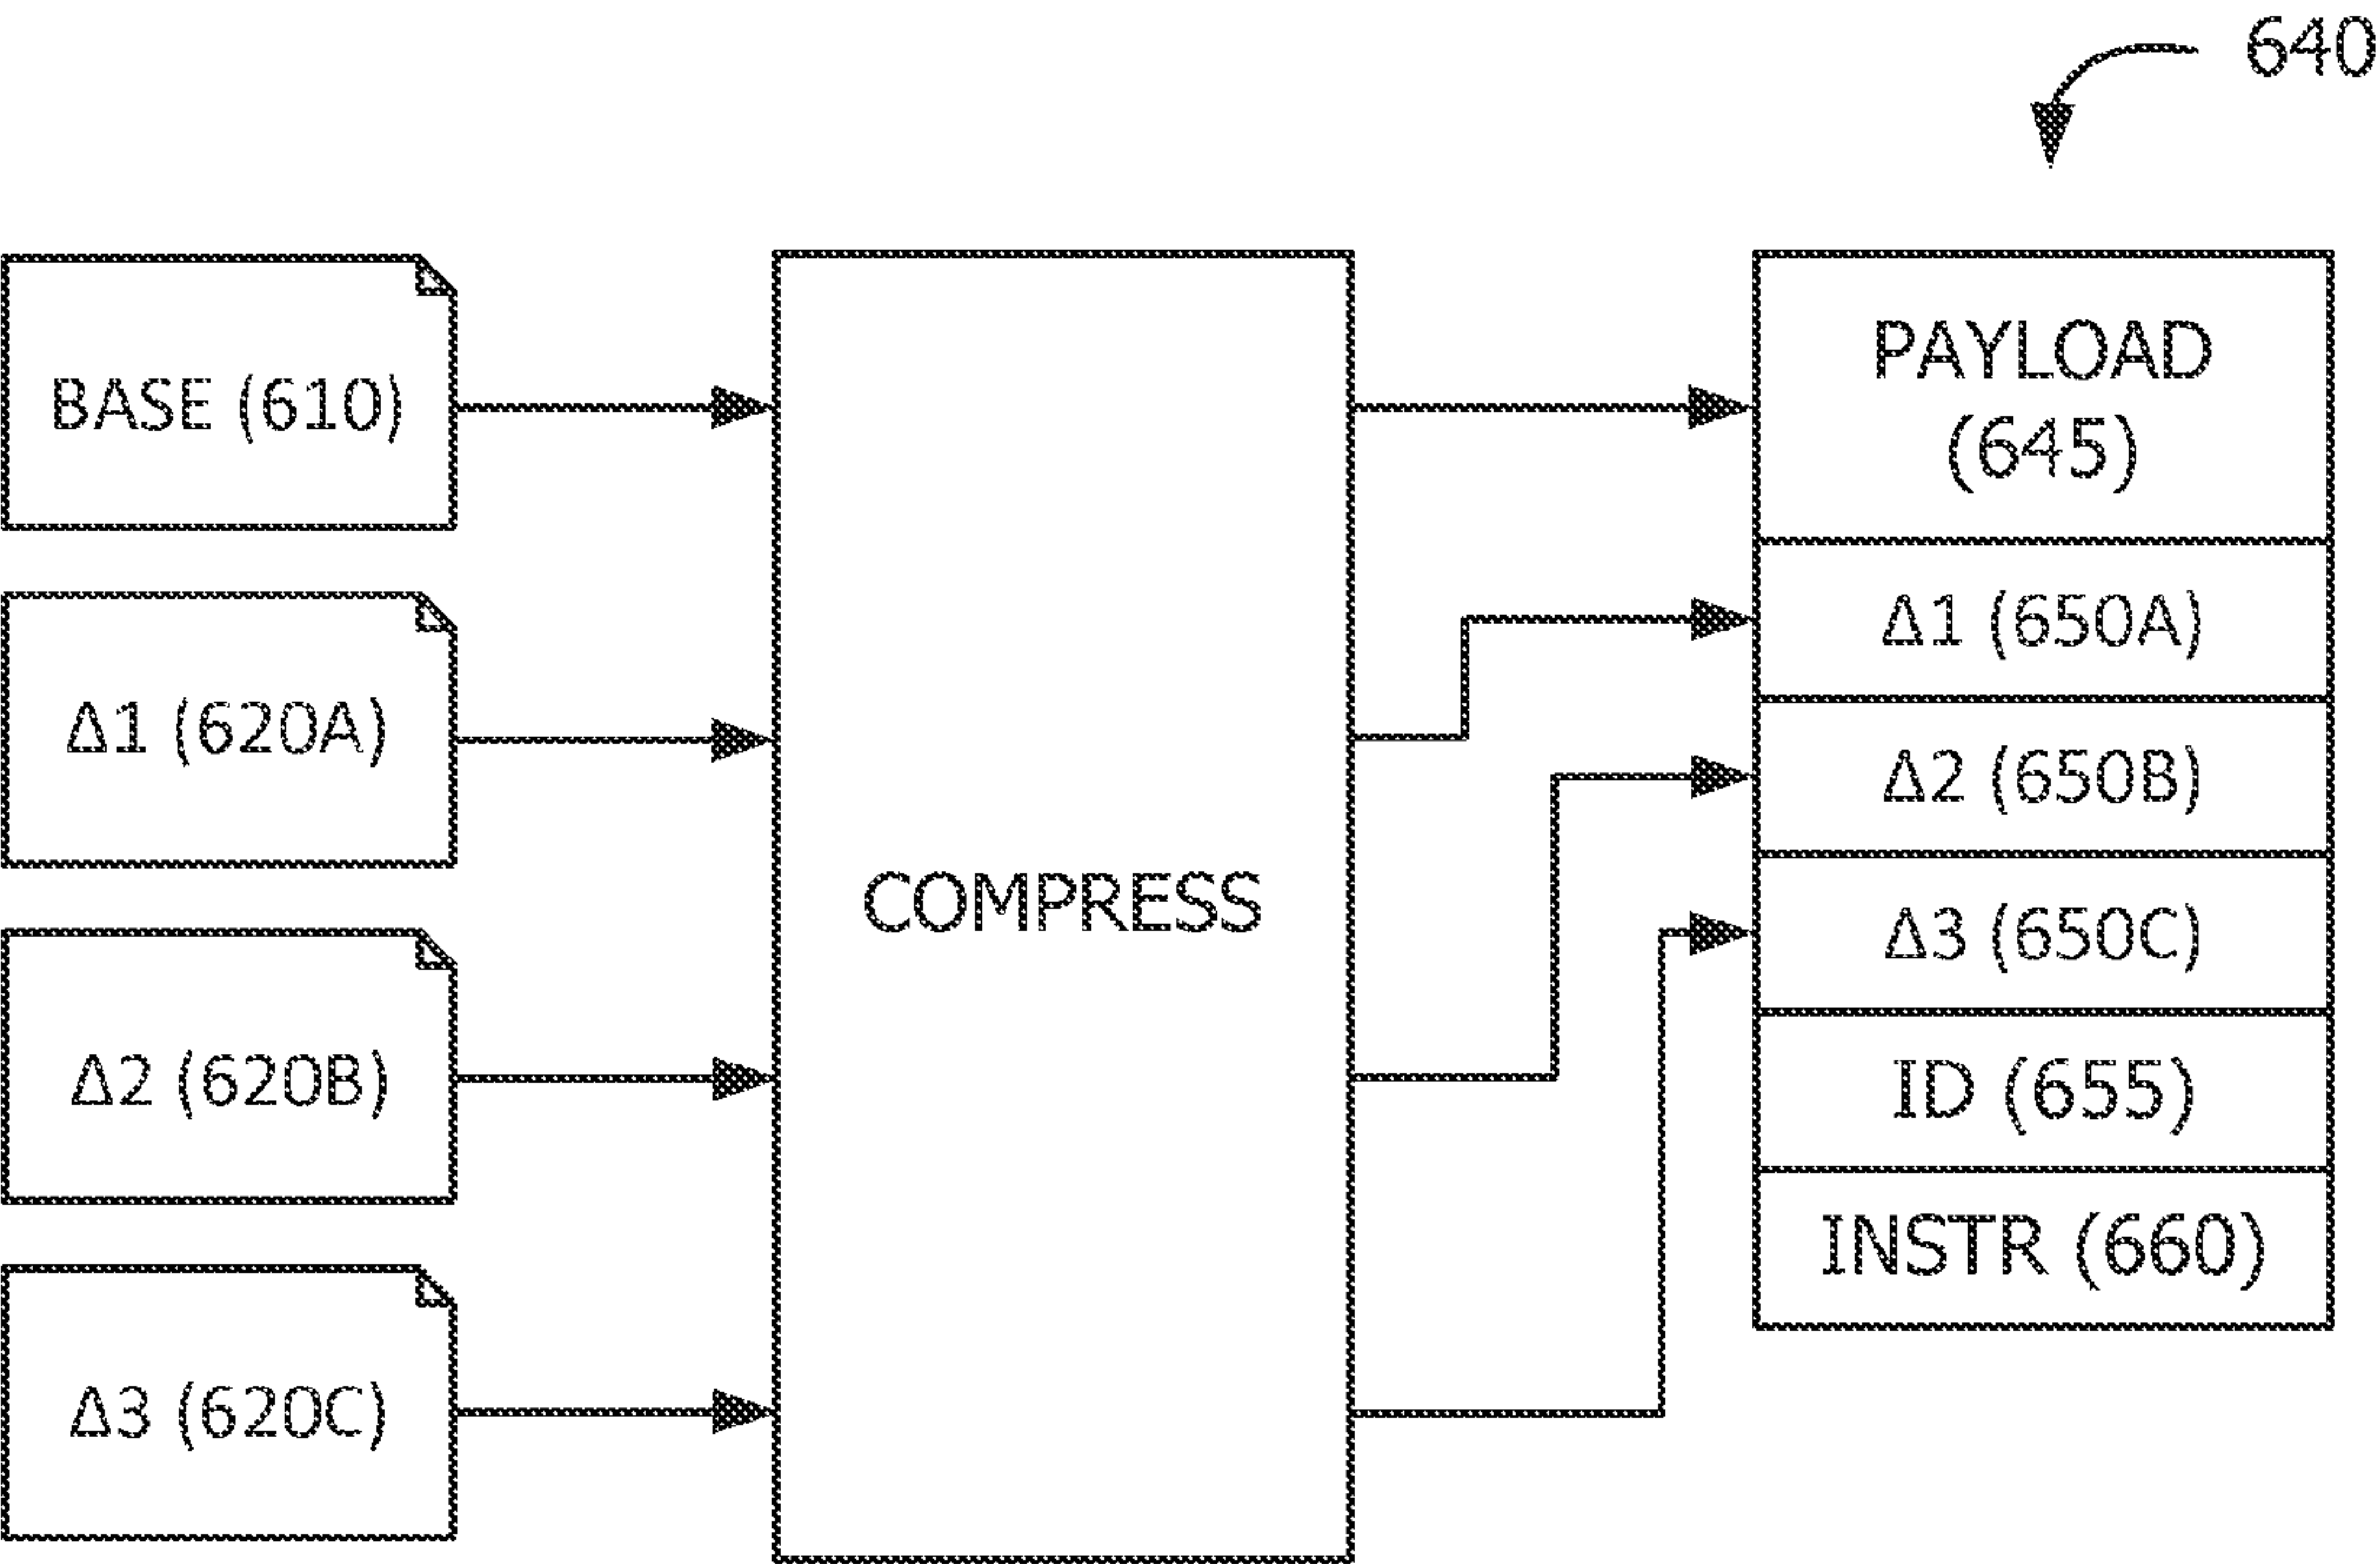 640
BASE (610)
Δ1 (620A)
Δ2 (620B)
Δ3 (620C)
COMPRESS
PAYLOAD
(645)
Δ1 (650A)
Δ2 (650B)
Δ3 (650C)
ID (655)
INSTR (660)